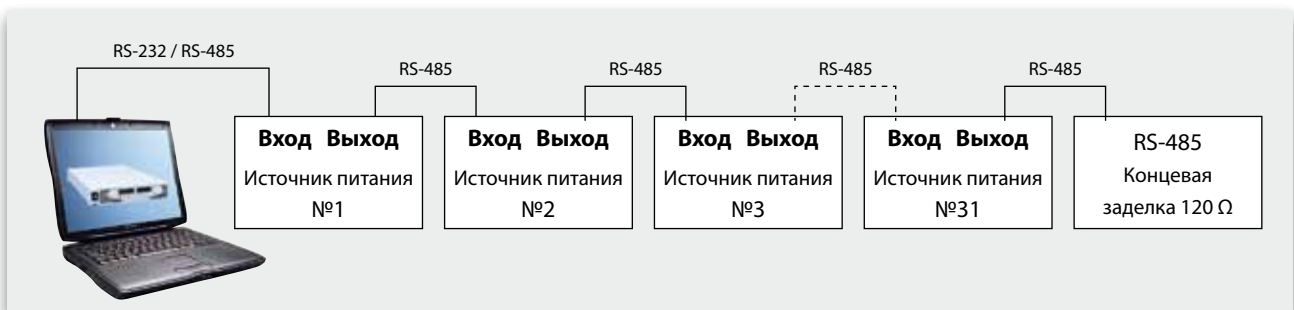 RS-232 / RS-485
RS-485
RS-485
RS-485
RS-485
Вход Выход
Источник питания
№1
Вход Выход
Источник питания
№2
Вход Выход
Источник питания
№3
Вход Выход
Источник питания
№31
RS-485
Концевая
заделка 120 Ω